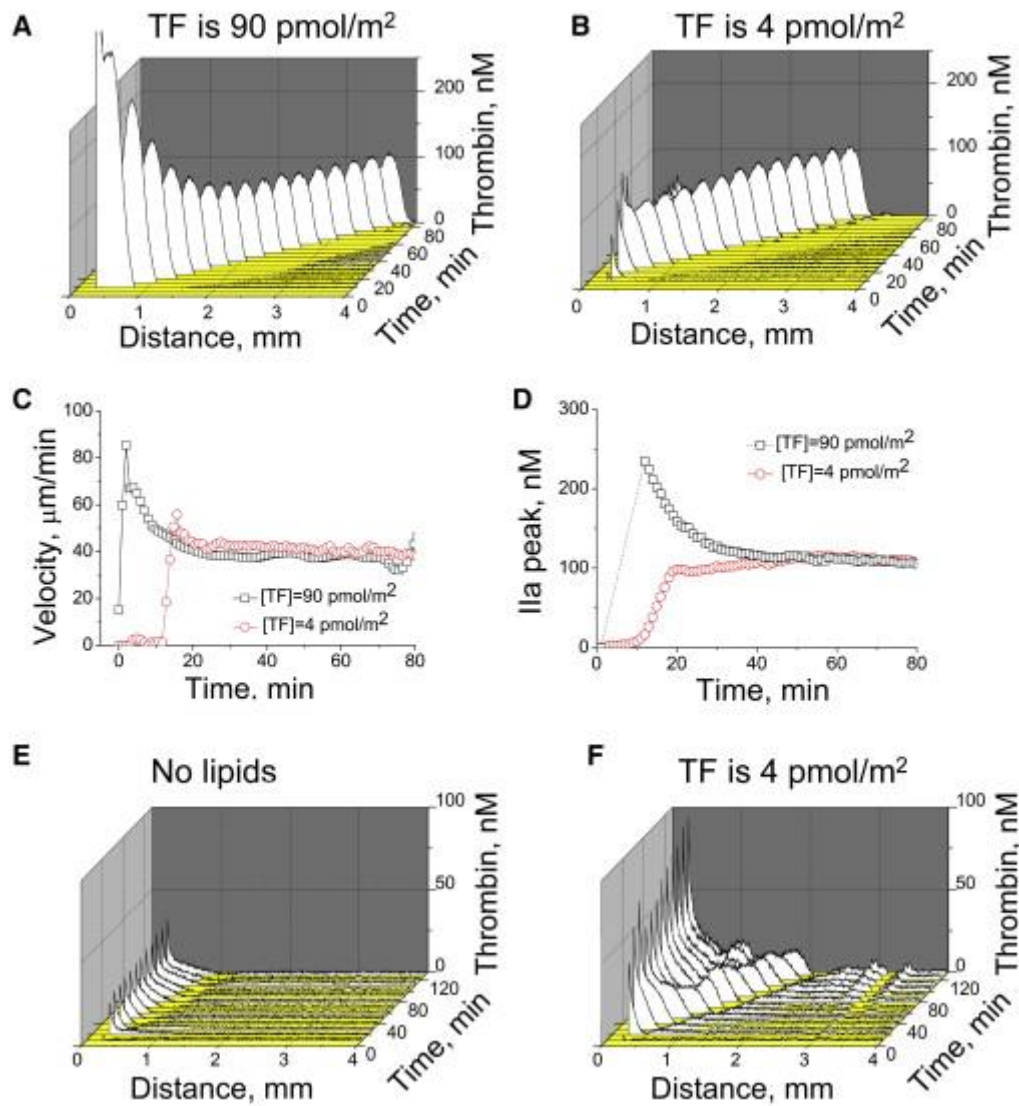 A
TF is 90 pmol/m²
200
100
0
Thrombin, nM
0
1
2
3
4
Distance, mm
0
20
40
60
80
Time, min
B
TF is 4 pmol/m²
200
100
0
Thrombin, nM
0
1
2
3
4
Distance, mm
0
20
40
60
80
Time, min
C
100
80
60
40
20
0
Velocity, μm/min
[TF]=90 pmol/m²
[TF]=4 pmol/m²
0
20
40
60
80
Time, min
D
300
200
100
0
IIa peak, nM
[TF]=90 pmol/m²
[TF]=4 pmol/m²
0
20
40
60
80
Time, min
E
No lipids
100
50
0
Thrombin, nM
0
1
2
3
4
Distance, mm
0
40
80
120
Time, min
F
TF is 4 pmol/m²
100
50
0
Thrombin, nM
0
1
2
3
4
Distance, mm
0
40
80
120
Time, min